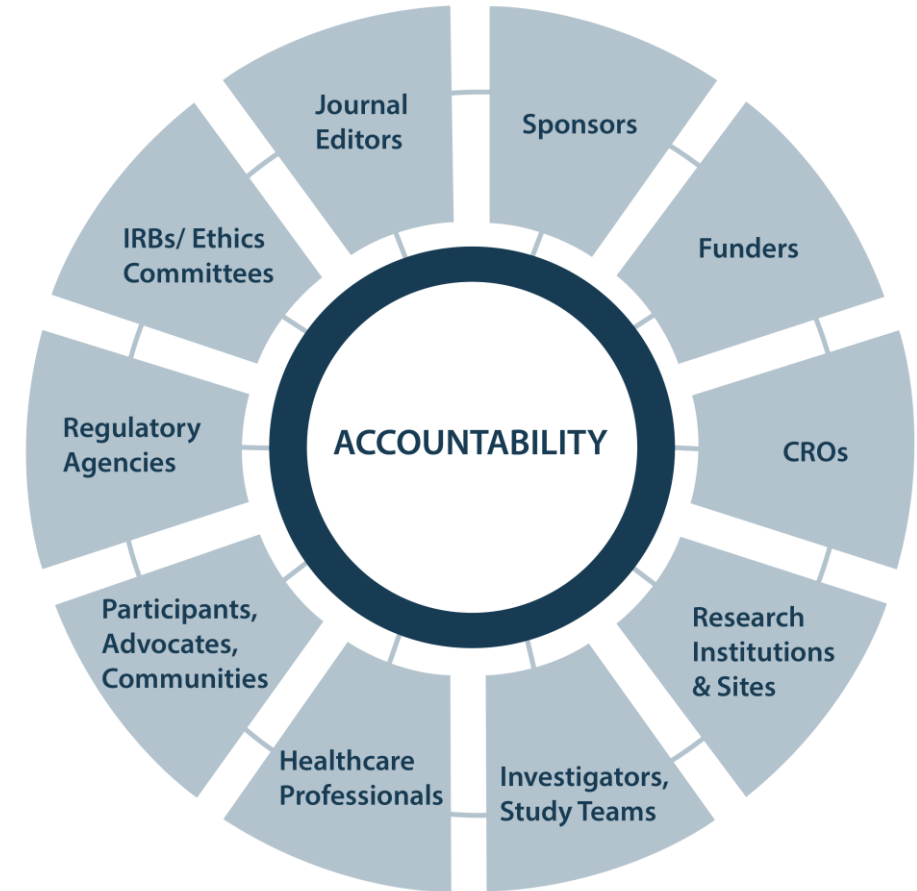 Journal
Editors
Sponsors
Funders
CROs
Research
Institutions
& Sites
Investigators,
Study Teams
Healthcare
Professionals
Participants,
Advocates,
Communities
Regulatory
Agencies
IRBs/ Ethics
Committees
ACCOUNTABILITY